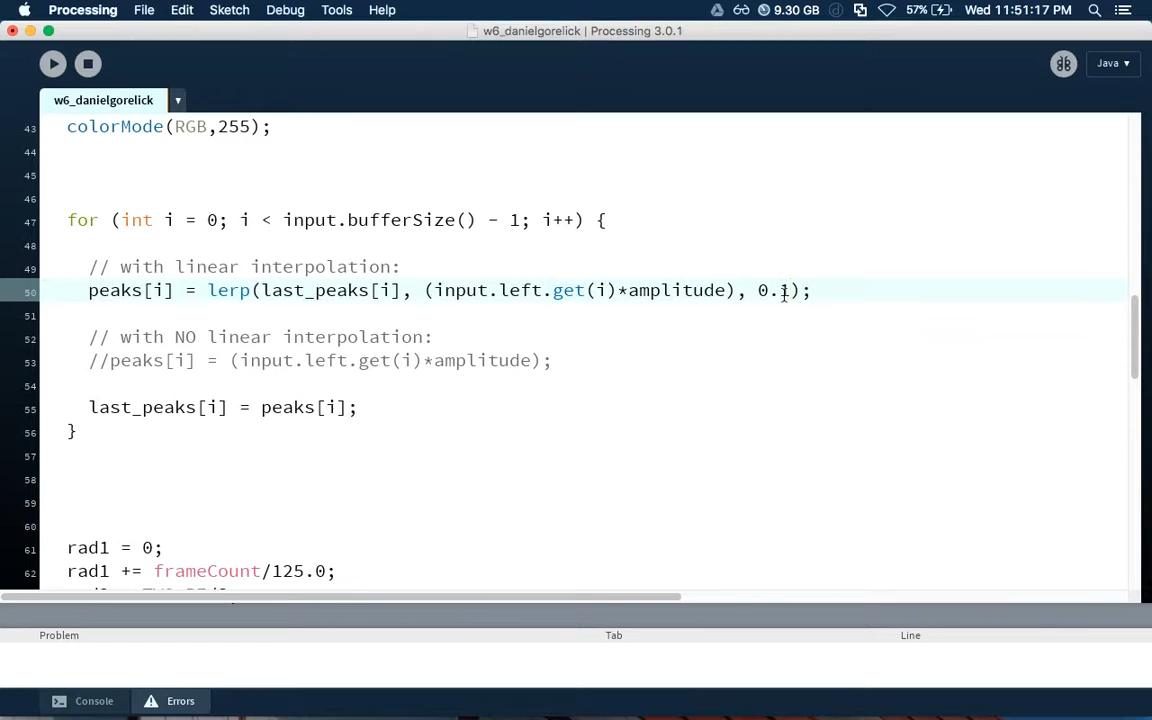 Processing File Edit Sketch Debug Tools Help 9.30 GB 57% Wed 11:51:17 PM
w6_danielgorelick | Processing 3.0.1
Java ▾
w6_danielgorelick ▾
43 colorMode(RGB,255);
44
45
46
47 for (int i = 0; i < input.bufferSize() - 1; i++) {
48
49 // with linear interpolation:
50 peaks[i] = lerp(last_peaks[i], (input.left.get(i)*amplitude), 0.);
51
52 // with NO linear interpolation:
53 //peaks[i] = (input.left.get(i)*amplitude);
54
55 last_peaks[i] = peaks[i];
56 }
57
58
59
60
61 rad1 = 0;
62 rad1 += frameCount/125.0;
Problem Tab Line
Console Errors